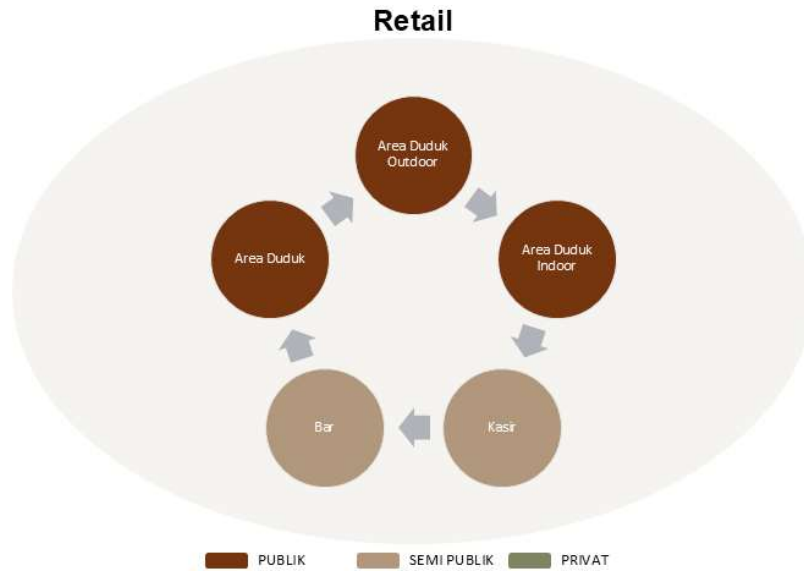 Retail
Area Duduk
Outdoor
Area Duduk
Indoor
Kasir
Bar
Area Duduk
PUBLIK
SEMI PUBLIK
PRIVAT